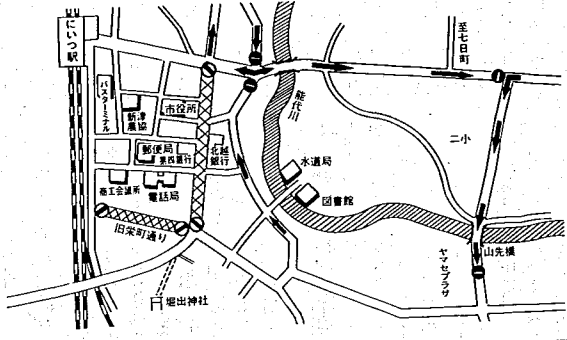 にいつ駅
バスターミナル
新津
農協
市役所
郵便局
第四銀行
北越
銀行
商工会議所
電話局
旧栄町通り
堀出神社
能代川
水道局
図書館
至七日町
二小
山先橋
ヤマセプラザ